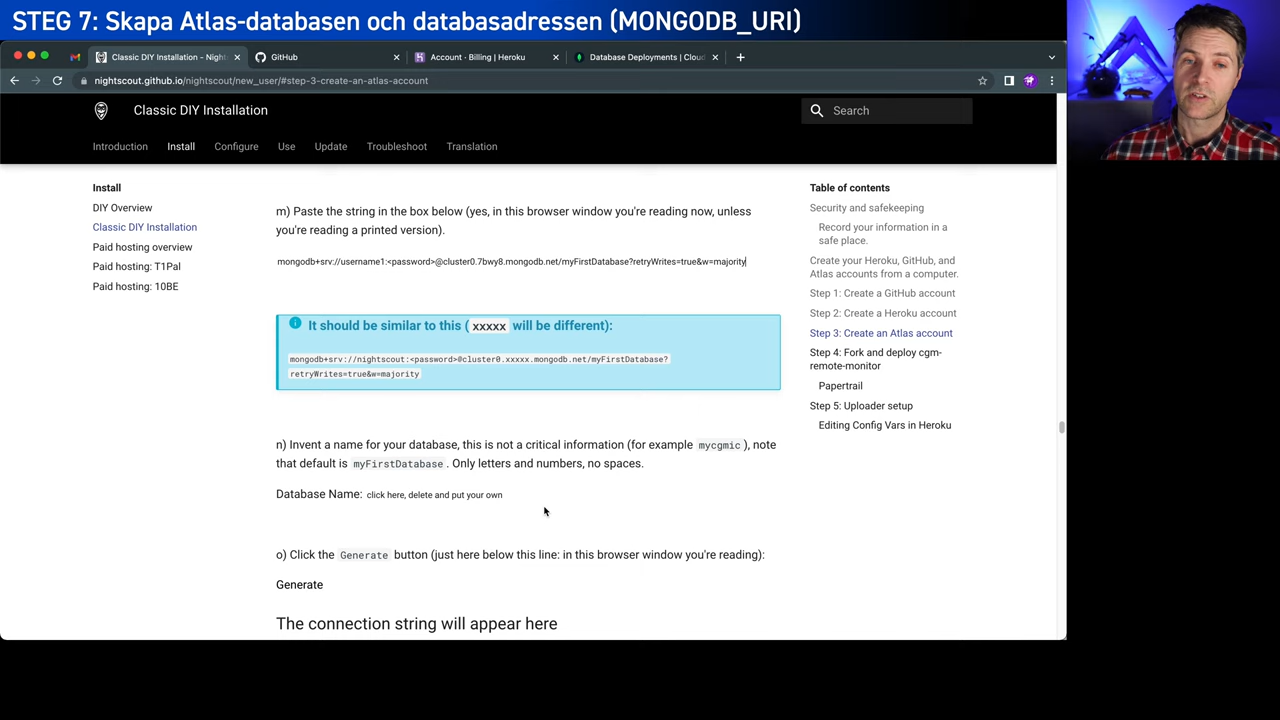 STEG 7: Skapa Atlas-databasen och databasadressen (MONGODB_URI)
Classic DIY Installation - Nigh
GitHub
Account · Billing | Heroku
Database Deployments | Cloud
nightscout.github.io/nightscout/new_user/#step-3-create-an-atlas-account
Classic DIY Installation
Search
Introduction
Install
Configure
Use
Update
Troubleshoot
Translation
Install
DIY Overview
Classic DIY Installation
Paid hosting overview
Paid hosting: T1Pal
Paid hosting: 10BE
m) Paste the string in the box below (yes, in this browser window you're reading now, unless
you're reading a printed version).
mongodb+srv://username1:<password>@cluster0.7bwy8.mongodb.net/myFirstDatabase?retryWrites=true&w=majority
It should be similar to this ( xxxxx will be different):
mongodb+srv://nightscout:<password>@cluster0.xxxxx.mongodb.net/myFirstDatabase?
retryWrites=true&w=majority
n) Invent a name for your database, this is not a critical information (for example mycgmic ), note
that default is myFirstDatabase . Only letters and numbers, no spaces.
Database Name: click here, delete and put your own
o) Click the Generate button (just here below this line: in this browser window you're reading):
Generate
The connection string will appear here
Table of contents
Security and safekeeping
Record your information in a
safe place.
Create your Heroku, GitHub, and
Atlas accounts from a computer.
Step 1: Create a GitHub account
Step 2: Create a Heroku account
Step 3: Create an Atlas account
Step 4: Fork and deploy cgm-
remote-monitor
Papertrail
Step 5: Uploader setup
Editing Config Vars in Heroku